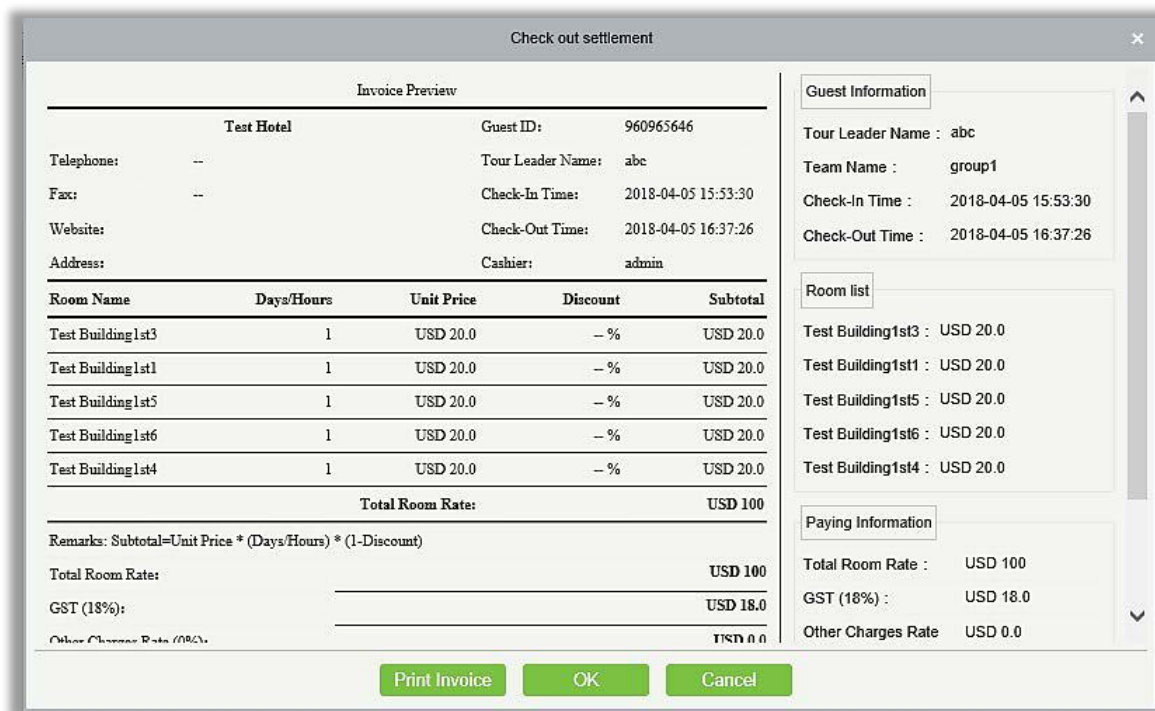 Check out settlement
×
Invoice Preview
Test Hotel Guest ID: 960965646
Telephone: -- Tour Leader Name: abc
Fax: -- Check-In Time: 2018-04-05 15:53:30
Website: Check-Out Time: 2018-04-05 16:37:26
Address: Cashier: admin
Room Name Days/Hours Unit Price Discount Subtotal
Test Building1st3 1 USD 20.0 -- % USD 20.0
Test Building1st1 1 USD 20.0 -- % USD 20.0
Test Building1st5 1 USD 20.0 -- % USD 20.0
Test Building1st6 1 USD 20.0 -- % USD 20.0
Test Building1st4 1 USD 20.0 -- % USD 20.0
Total Room Rate: USD 100
Remarks: Subtotal=Unit Price * (Days/Hours) * (1-Discount)
Total Room Rate: USD 100
GST (18%): USD 18.0
Other Charges Rate (0%): USD 0.0
Guest Information
Tour Leader Name : abc
Team Name : group1
Check-In Time : 2018-04-05 15:53:30
Check-Out Time : 2018-04-05 16:37:26
Room list
Test Building1st3 : USD 20.0
Test Building1st1 : USD 20.0
Test Building1st5 : USD 20.0
Test Building1st6 : USD 20.0
Test Building1st4 : USD 20.0
Paying Information
Total Room Rate : USD 100
GST (18%) : USD 18.0
Other Charges Rate USD 0.0
Print Invoice OK Cancel